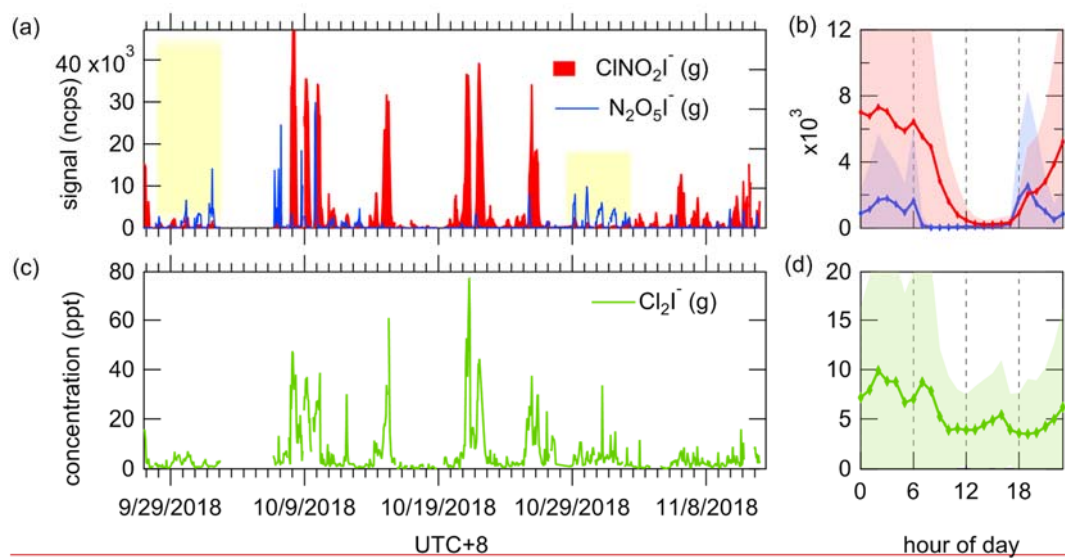 (a)
40 x10³
30
20
10
0
signal (ncps)
ClNO₂I⁻ (g)
N₂O₅I⁻ (g)
(b)
12
8
4
0
x10³
(c)
80
60
40
20
0
concentration (ppt)
Cl₂I⁻ (g)
9/29/2018 10/9/2018 10/19/2018 10/29/2018 11/8/2018
UTC+8
(d)
20
15
10
5
0
0 6 12 18
hour of day